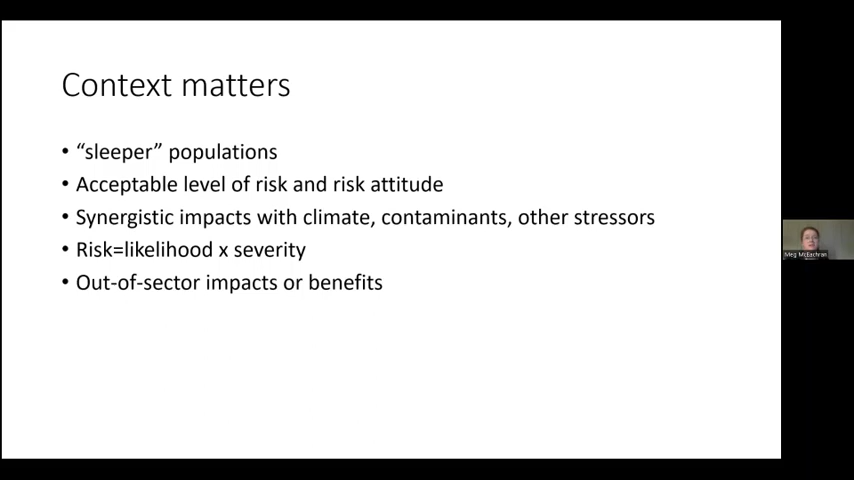 Context matters
• “sleeper” populations
• Acceptable level of risk and risk attitude
• Synergistic impacts with climate, contaminants, other stressors
• Risk=likelihood x severity
• Out-of-sector impacts or benefits
Meg McEachran